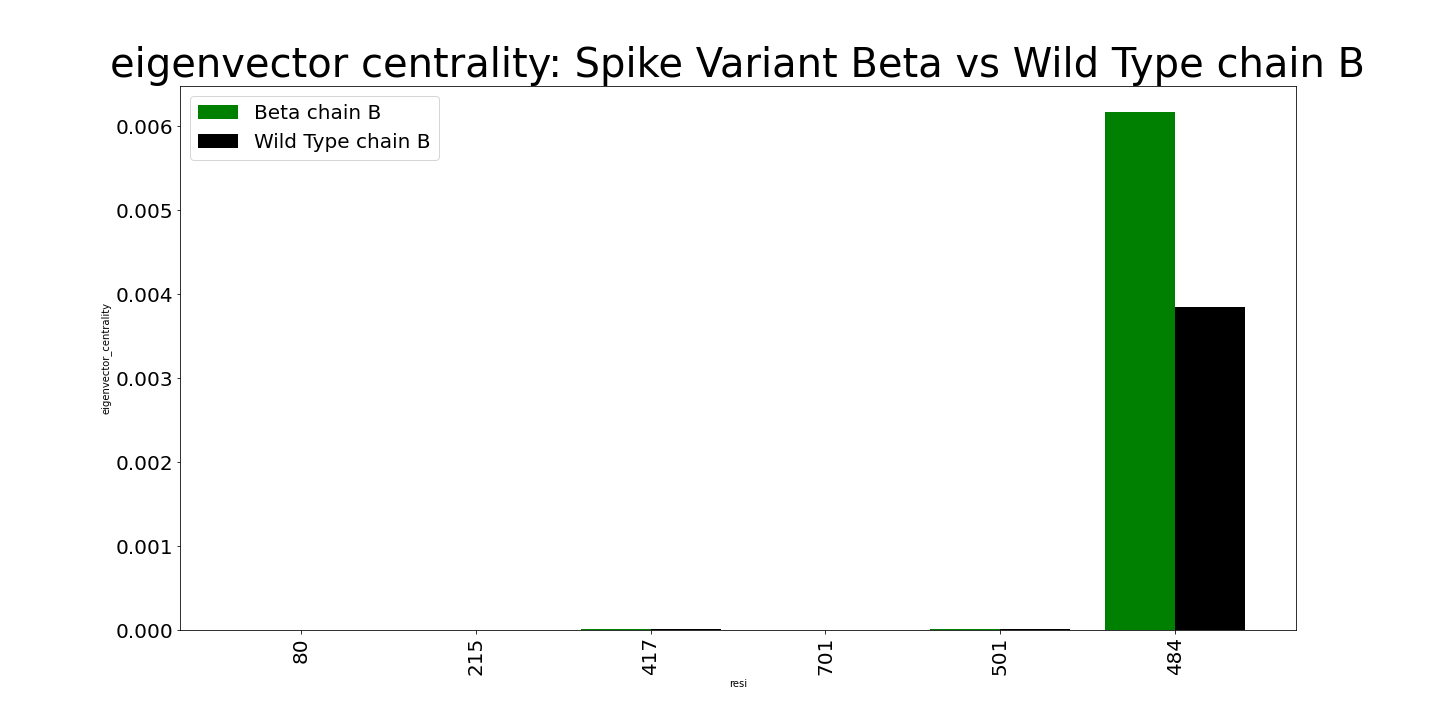 eigenvector centrality: Spike Variant Beta vs Wild Type chain B
Beta chain B
Wild Type chain B
0.006
0.005
0.004
0.003
0.002
0.001
0.000
eigenvector_centrality
80
215
417
701
501
484
resi